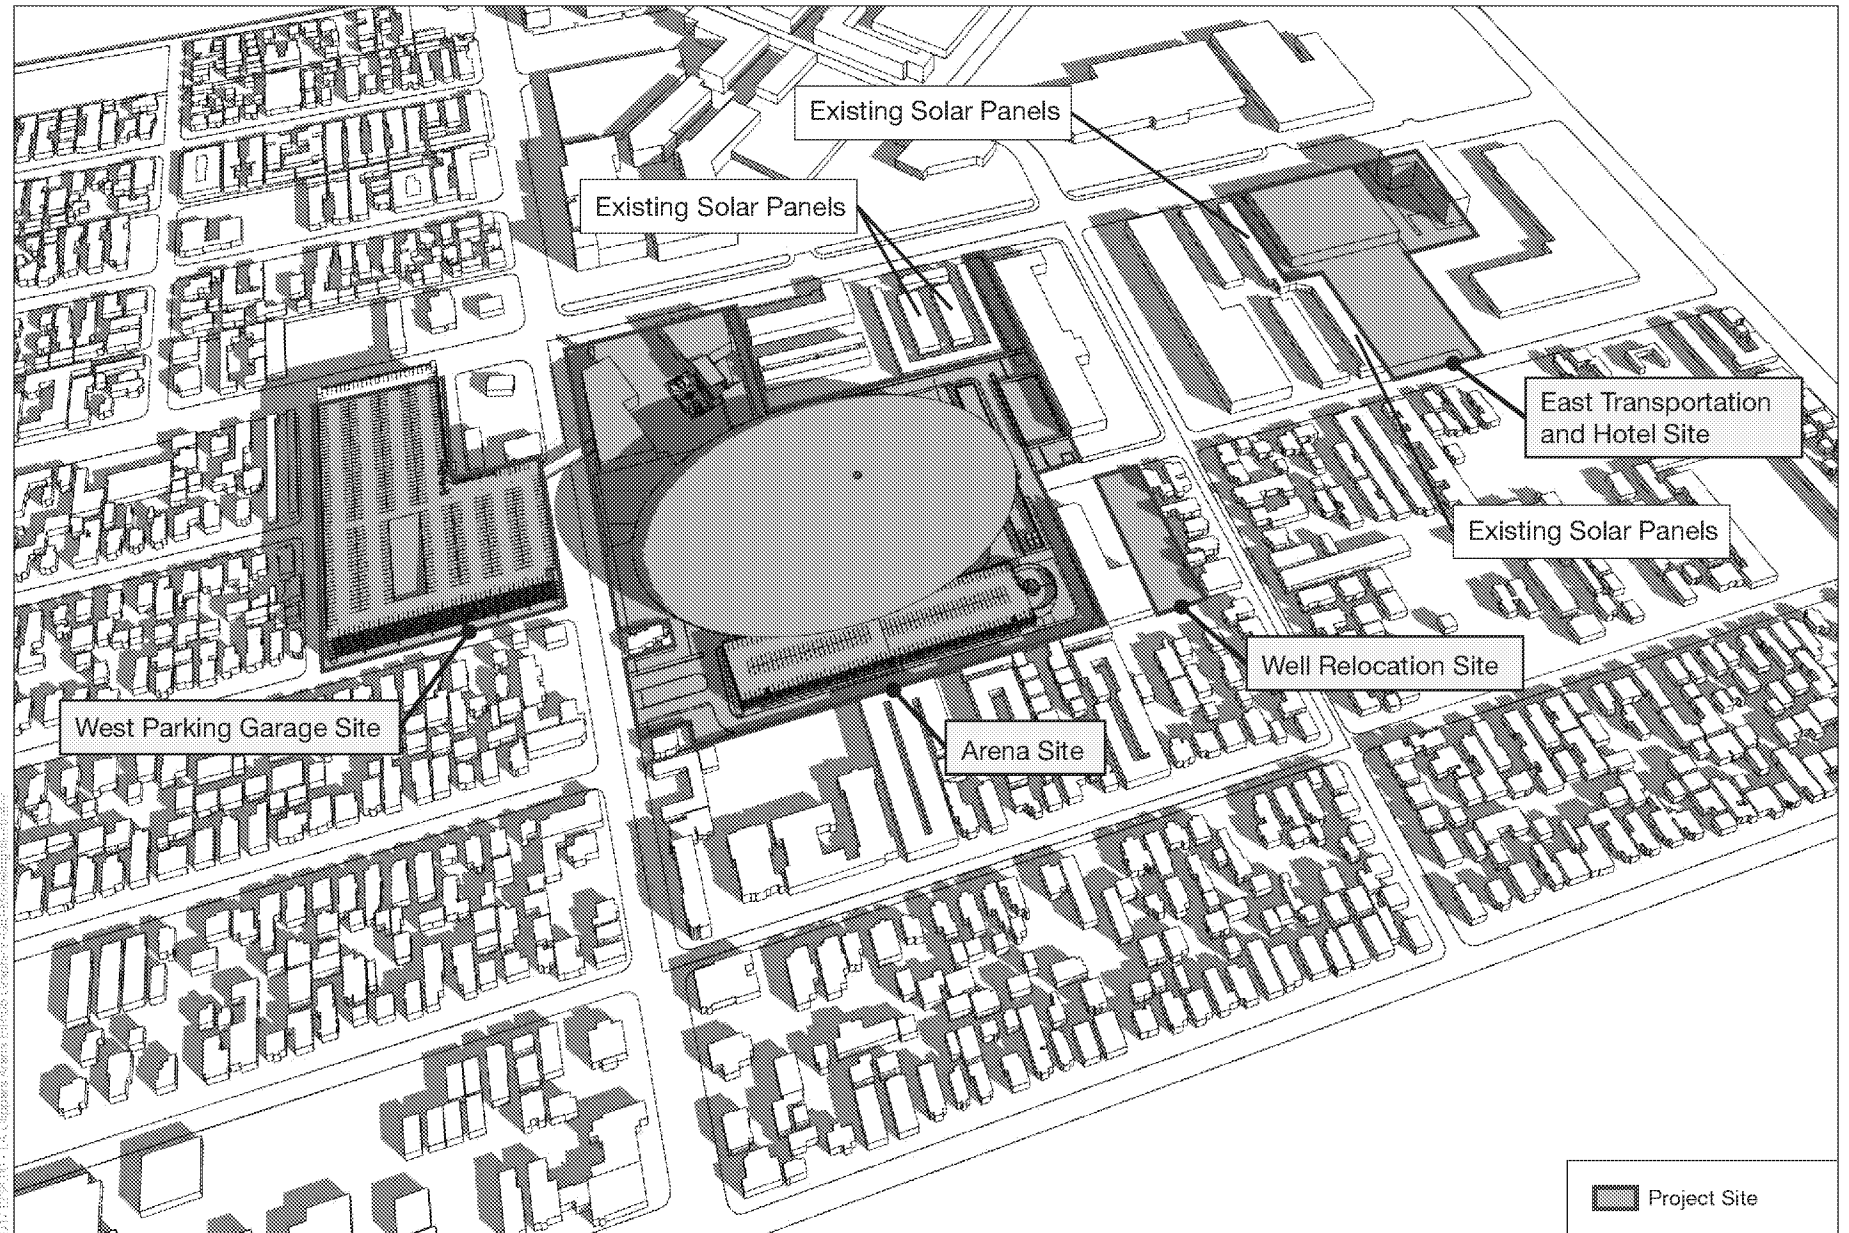 Existing Solar Panels
Existing Solar Panels
East Transportation
and Hotel Site
Existing Solar Panels
Well Relocation Site
West Parking Garage Site
Arena Site
Project Site